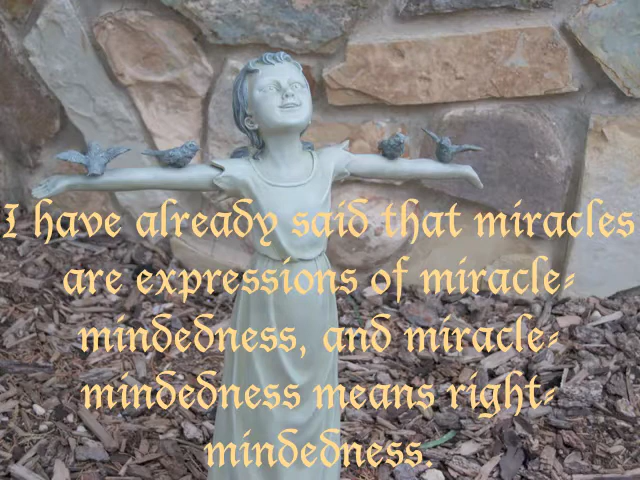 I have already said that miracles
are expressions of miracle-
mindedness, and miracle-
mindedness means right-
mindedness.